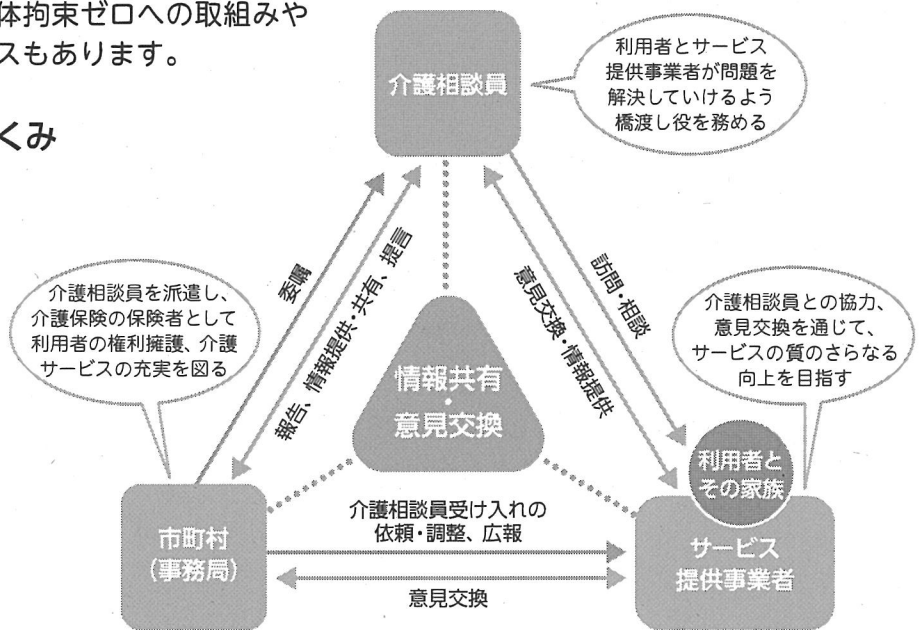 体拘束ゼロへの取組みや
スもあります。
くみ
介護相談員
利用者とサービス
提供事業者が問題を
解決していけるよう
橋渡し役を務める
委嘱
報告、情報提供・共有、提言
意見交換・情報提供
訪問・相談
介護相談員を派遣し、
介護保険の保険者として
利用者の権利擁護、介護
サービスの充実を図る
介護相談員との協力、
意見交換を通じて、
サービスの質のさらなる
向上を目指す
情報共有
・
意見交換
利用者と
その家族
市町村
（事務局）
介護相談員受け入れの
依頼・調整、広報
意見交換
サービス
提供事業者